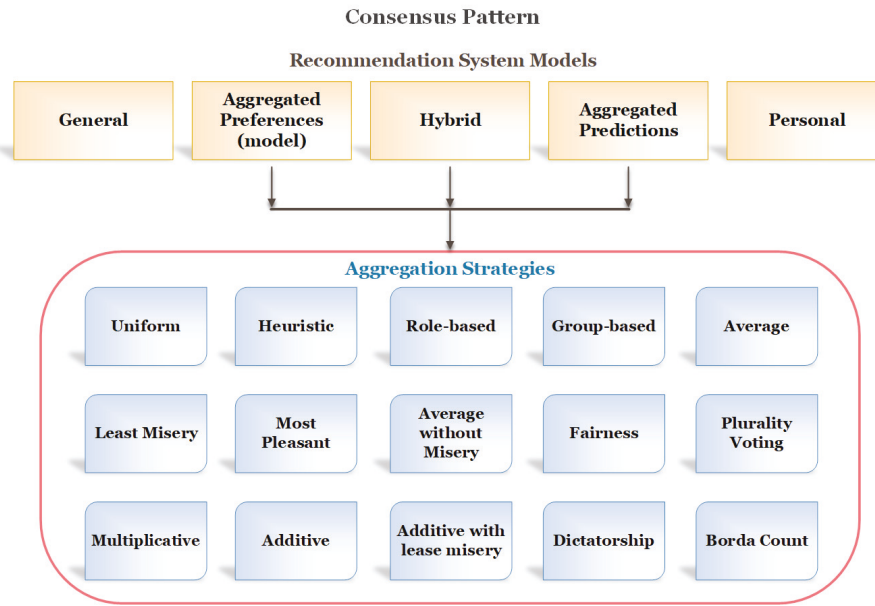 Consensus Pattern
Recommendation System Models
General
Aggregated
Preferences
(model)
Hybrid
Aggregated
Predictions
Personal
Aggregation Strategies
Uniform
Heuristic
Role-based
Group-based
Average
Least Misery
Most
Pleasant
Average
without
Misery
Fairness
Plurality
Voting
Multiplicative
Additive
Additive with
lease misery
Dictatorship
Borda Count